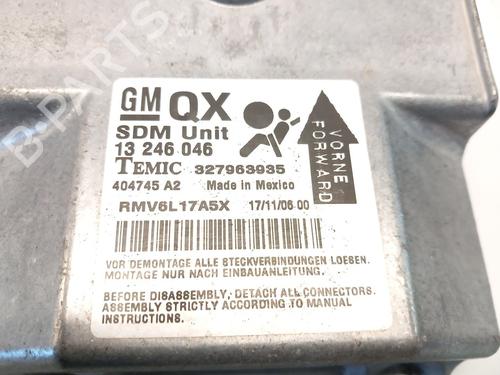 GM QX
SDM Unit
13 246 046
TEMIC 327963935
404745 A2 Made in Mexico
RMV6L17A5X 17/11/06 00
VORNE
FORWARD
VOR DEMONTAGE ALLE STECKVERBINDUNGEN LOESEN.
MONTAGE NUR NACH EINBAUANLEITUNG.
BEFORE DISASSEMBLY, DETACH ALL CONNECTORS.
ASSEMBLY STRICTLY ACCORDING TO MANUAL
INSTRUCTIONS.
B-PARTS